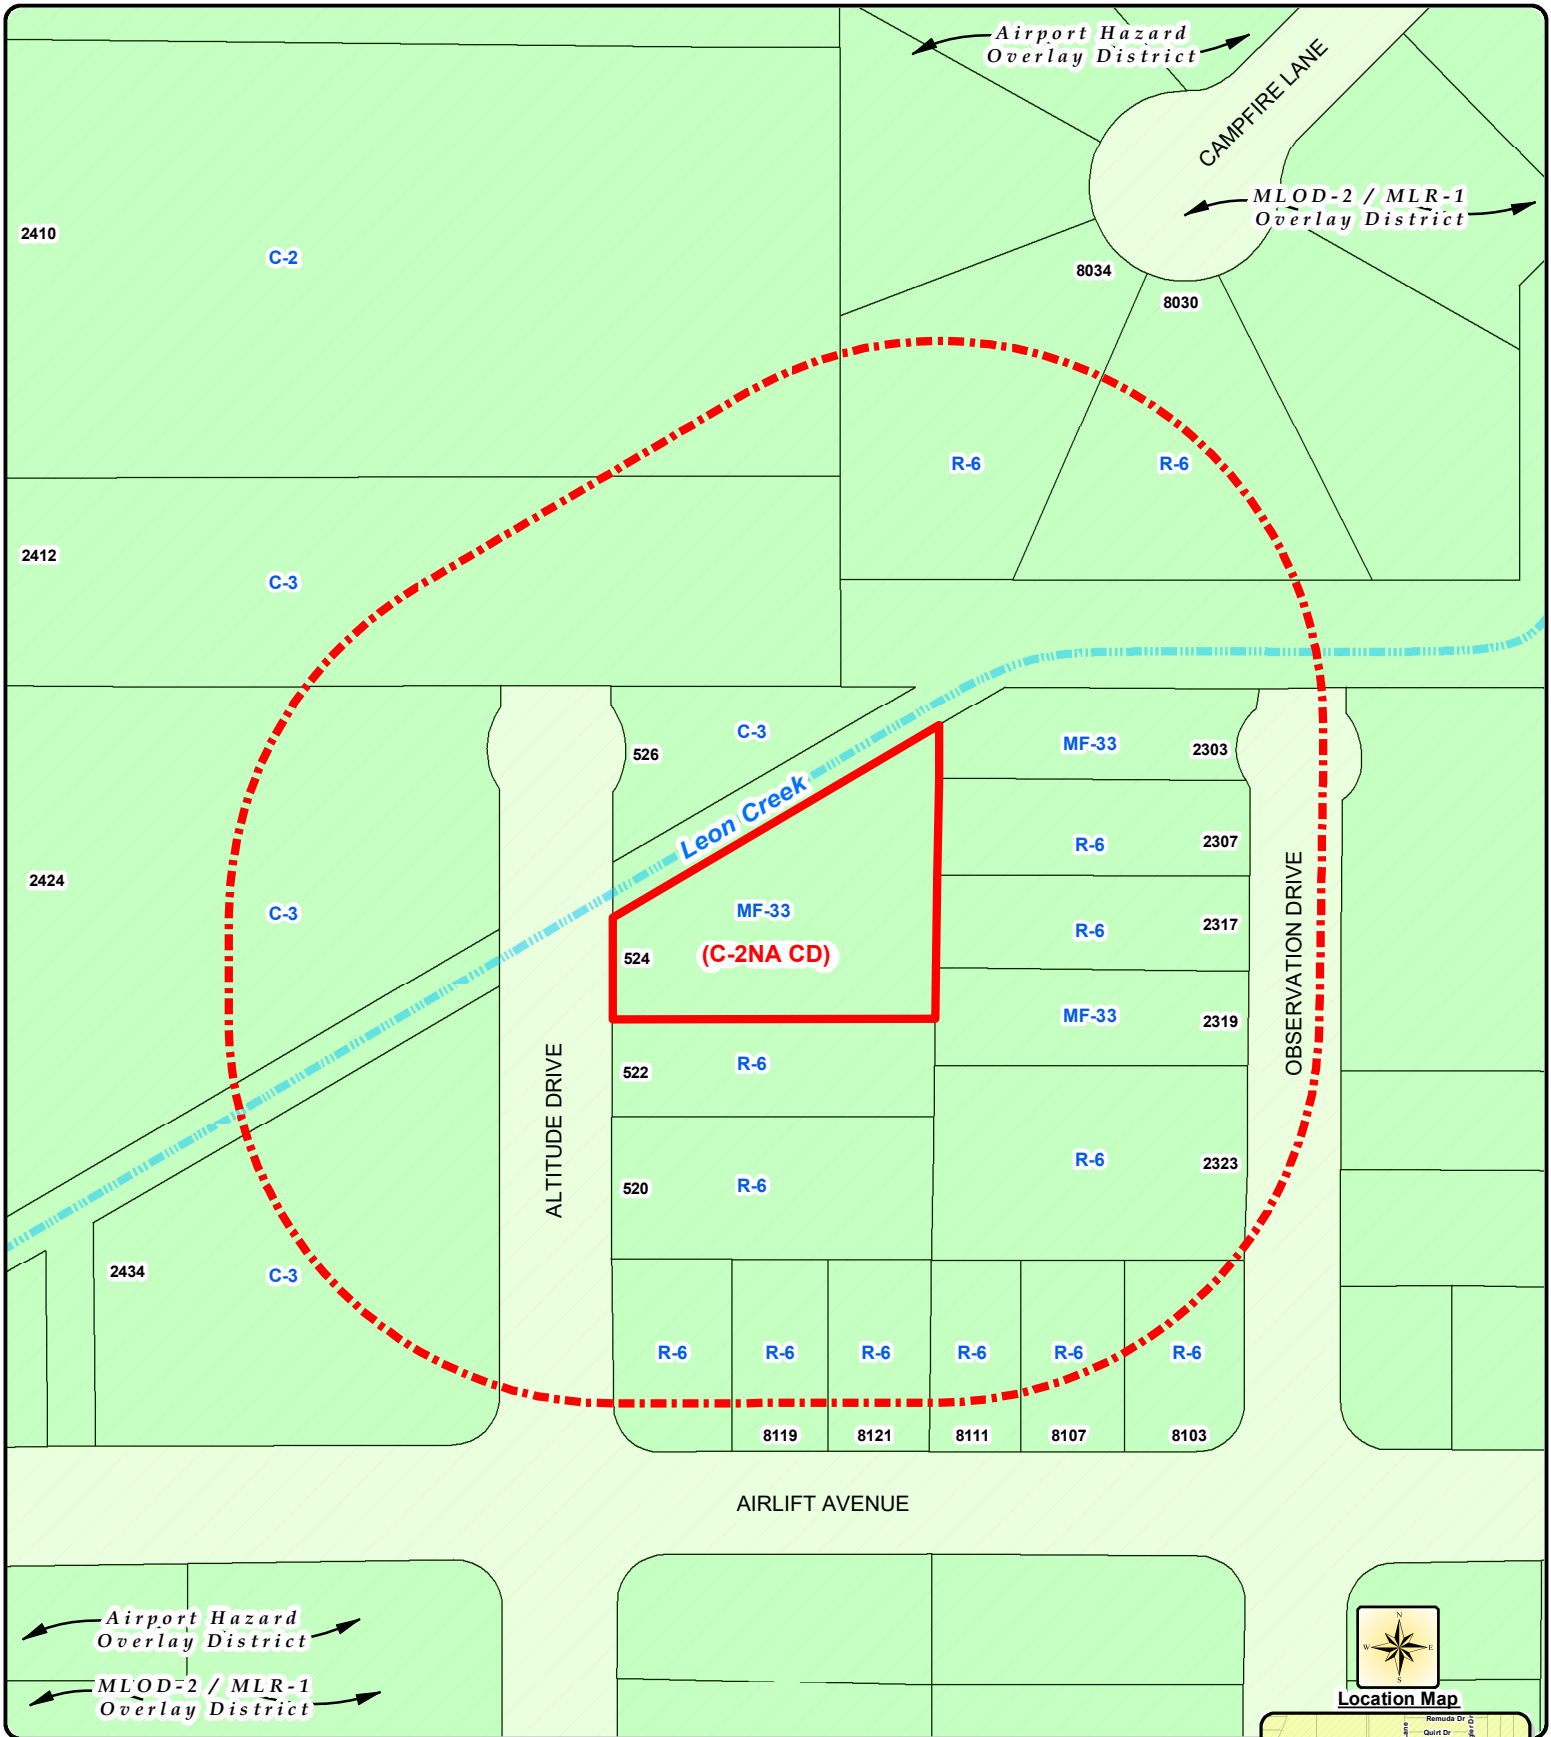 Airport Hazard
Overlay District
CAMPFIRE LANE
MLOD-2 / MLR-1
Overlay District
2410
C-2
8034
8030
R-6
R-6
2412
C-3
526
C-3
MF-33
2303
Leon Creek
R-6
2307
2424
C-3
MF-33
R-6
2317
524
(C-2NA CD)
MF-33
2319
OBSERVATION DRIVE
ALTITUDE DRIVE
522
R-6
520
R-6
R-6
2323
2434
C-3
R-6
R-6
R-6
R-6
R-6
R-6
8119
8121
8111
8107
8103
AIRLIFT AVENUE
Airport Hazard
Overlay District
MLOD-2 / MLR-1
Overlay District
N
W
E
S
Location Map
Remuda Dr
Quirt Dr